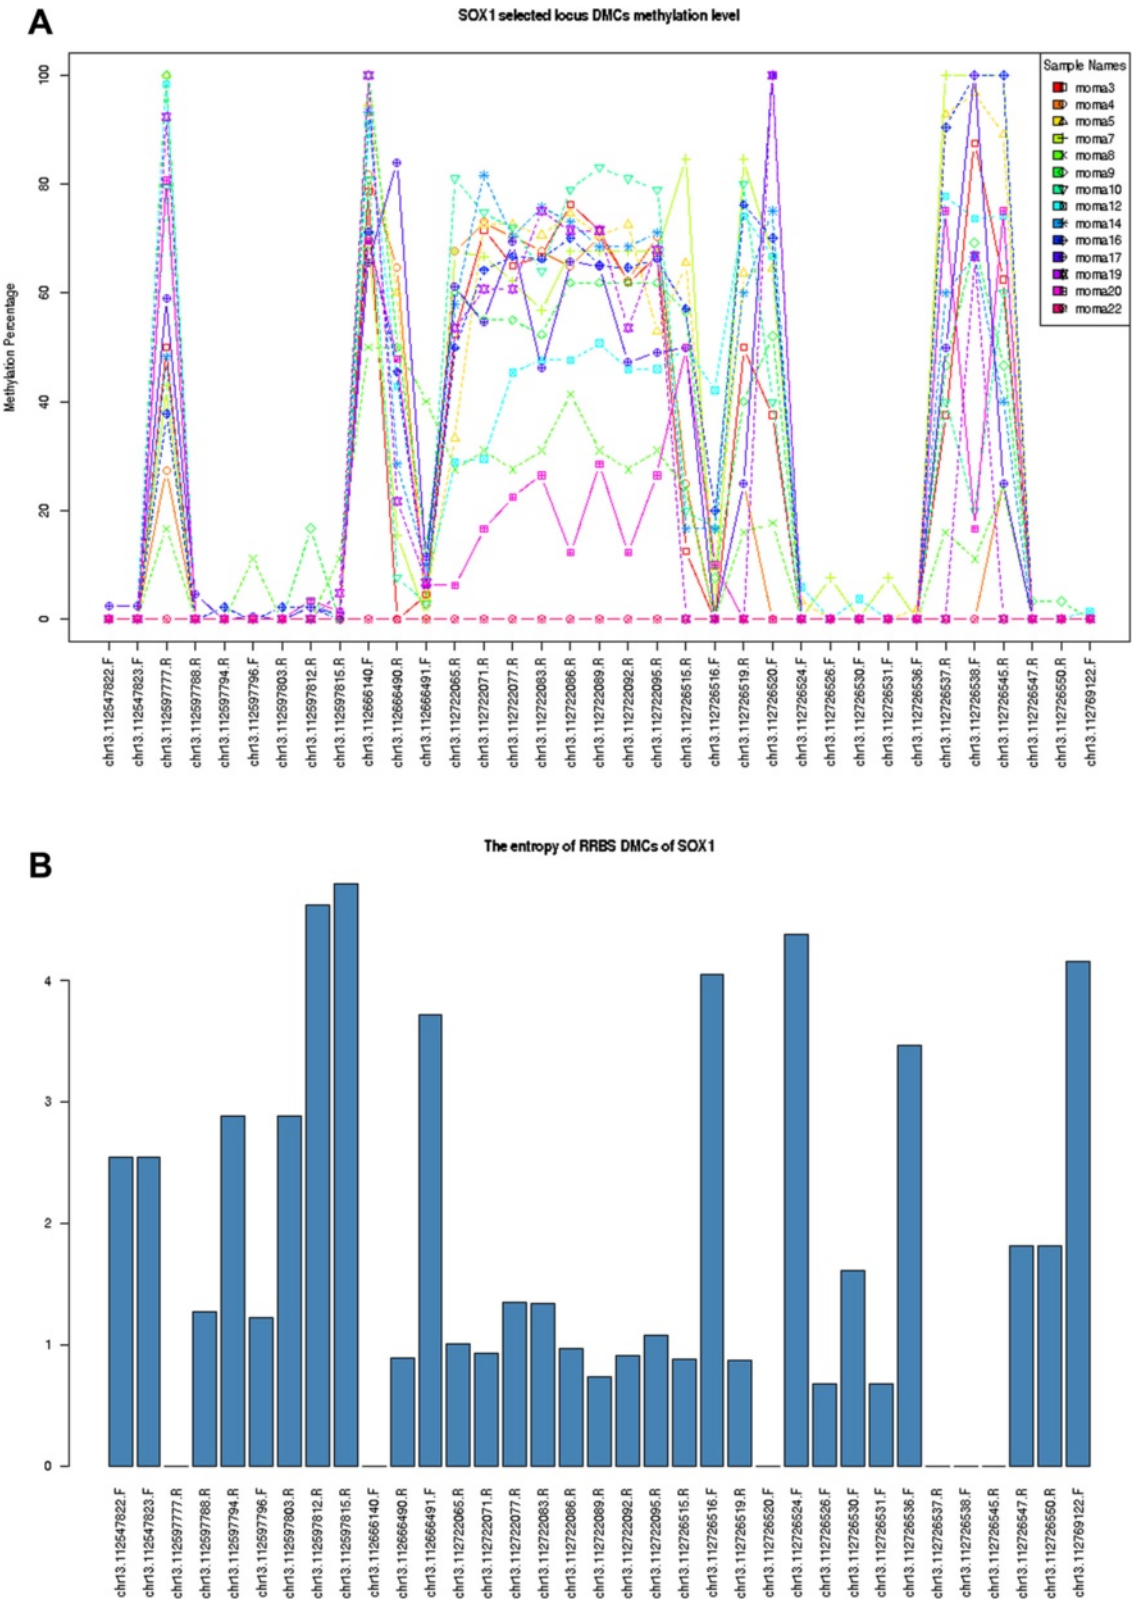 A
SOX1 selected locus DMCs methylation level
Methylation Percentage
100
80
60
40
20
0
Sample Names
moma3
moma4
moma5
moma7
moma8
moma9
moma10
moma12
moma14
moma16
moma17
moma19
moma20
moma22
chr13.112547822.F
chr13.112547823.F
chr13.112597777.R
chr13.112597788.R
chr13.112597794.R
chr13.112597796.F
chr13.112597803.R
chr13.112597812.R
chr13.112597815.R
chr13.112666140.F
chr13.112666490.R
chr13.112666491.F
chr13.112722065.R
chr13.112722071.R
chr13.112722077.R
chr13.112722083.R
chr13.112722086.R
chr13.112722089.R
chr13.112722092.R
chr13.112722095.R
chr13.112726515.R
chr13.112726516.F
chr13.112726519.R
chr13.112726520.F
chr13.112726524.F
chr13.112726526.F
chr13.112726530.F
chr13.112726531.F
chr13.112726536.F
chr13.112726537.R
chr13.112726538.F
chr13.112726545.R
chr13.112726547.R
chr13.112726550.R
chr13.112769122.F
B
The entropy of RRBS DMCs of SOX1
4
3
2
1
0
chr13.112547822.F
chr13.112547823.F
chr13.112597777.R
chr13.112597788.R
chr13.112597794.R
chr13.112597796.F
chr13.112597803.R
chr13.112597812.R
chr13.112597815.R
chr13.112666140.F
chr13.112666490.R
chr13.112666491.F
chr13.112722065.R
chr13.112722071.R
chr13.112722077.R
chr13.112722083.R
chr13.112722086.R
chr13.112722089.R
chr13.112722092.R
chr13.112722095.R
chr13.112726515.R
chr13.112726516.F
chr13.112726519.R
chr13.112726520.F
chr13.112726524.F
chr13.112726526.F
chr13.112726530.F
chr13.112726531.F
chr13.112726536.F
chr13.112726537.R
chr13.112726538.F
chr13.112726545.R
chr13.112726547.R
chr13.112726550.R
chr13.112769122.F